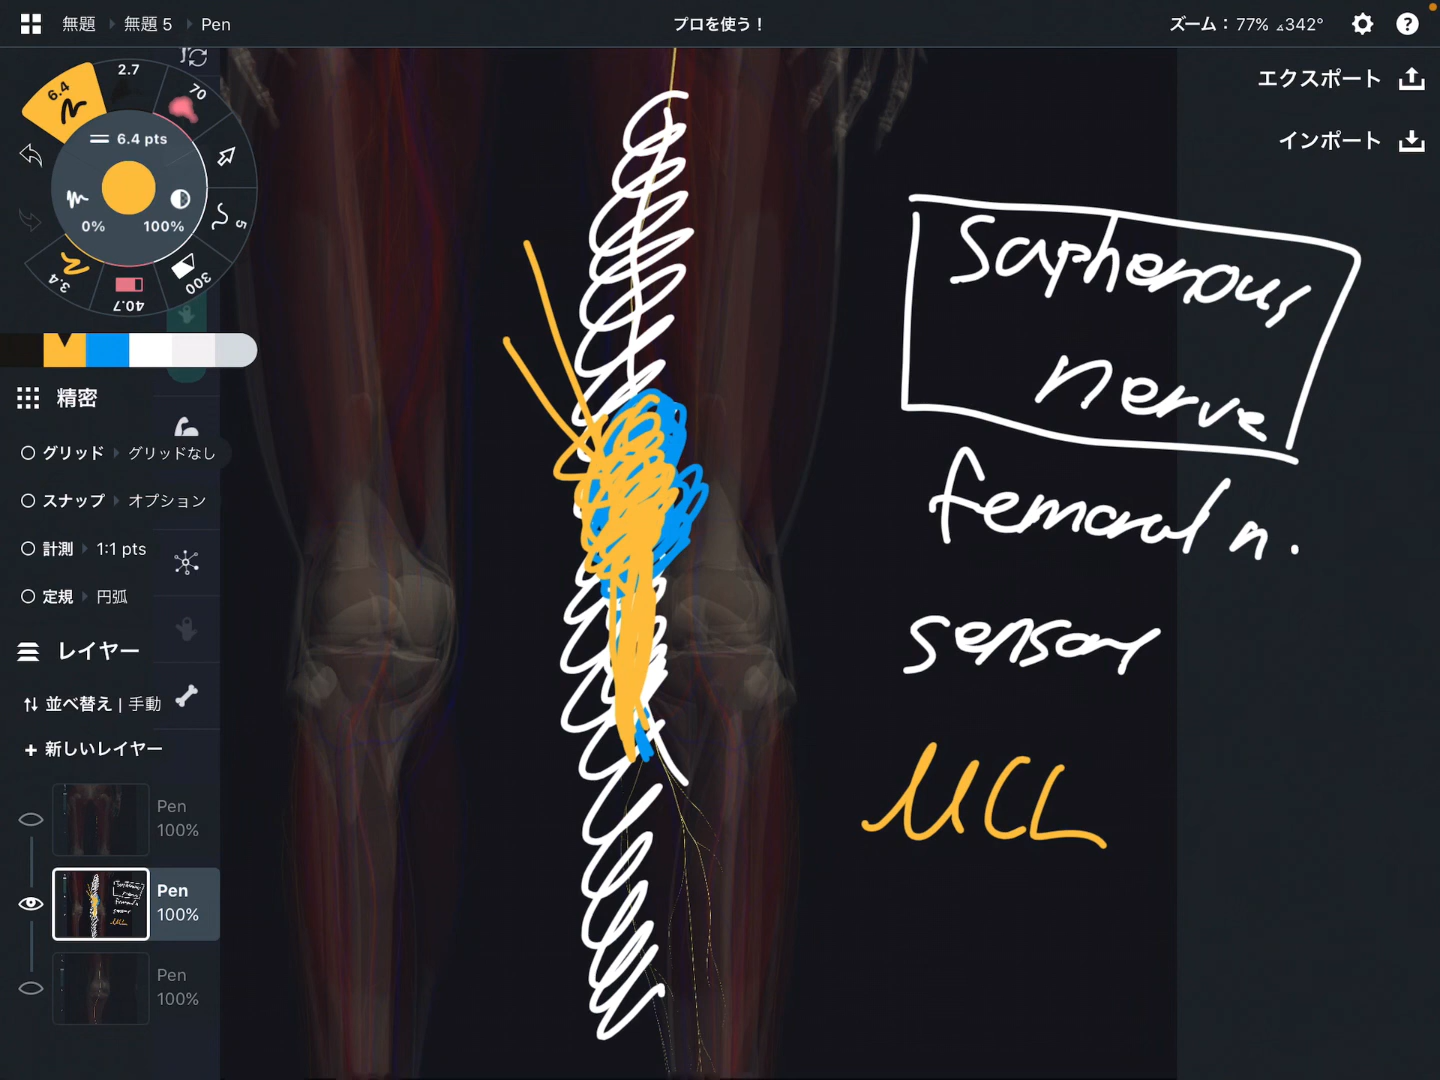 無題 無題 5 Pen
プロを使う！
ズーム： 77% ⊿342°
エクスポート
インポート
2.7
6.4
70
6.4 pts
0% 100%
5
3.4
40.7
300
精密
グリッド グリッドなし
スナップ オプション
計測 1:1 pts
定規 円弧
レイヤー
並べ替え | 手動
+ 新しいレイヤー
Pen
100%
Pen
100%
Pen
100%
Saphenous
nerve
femoral n.
sensory
MCL